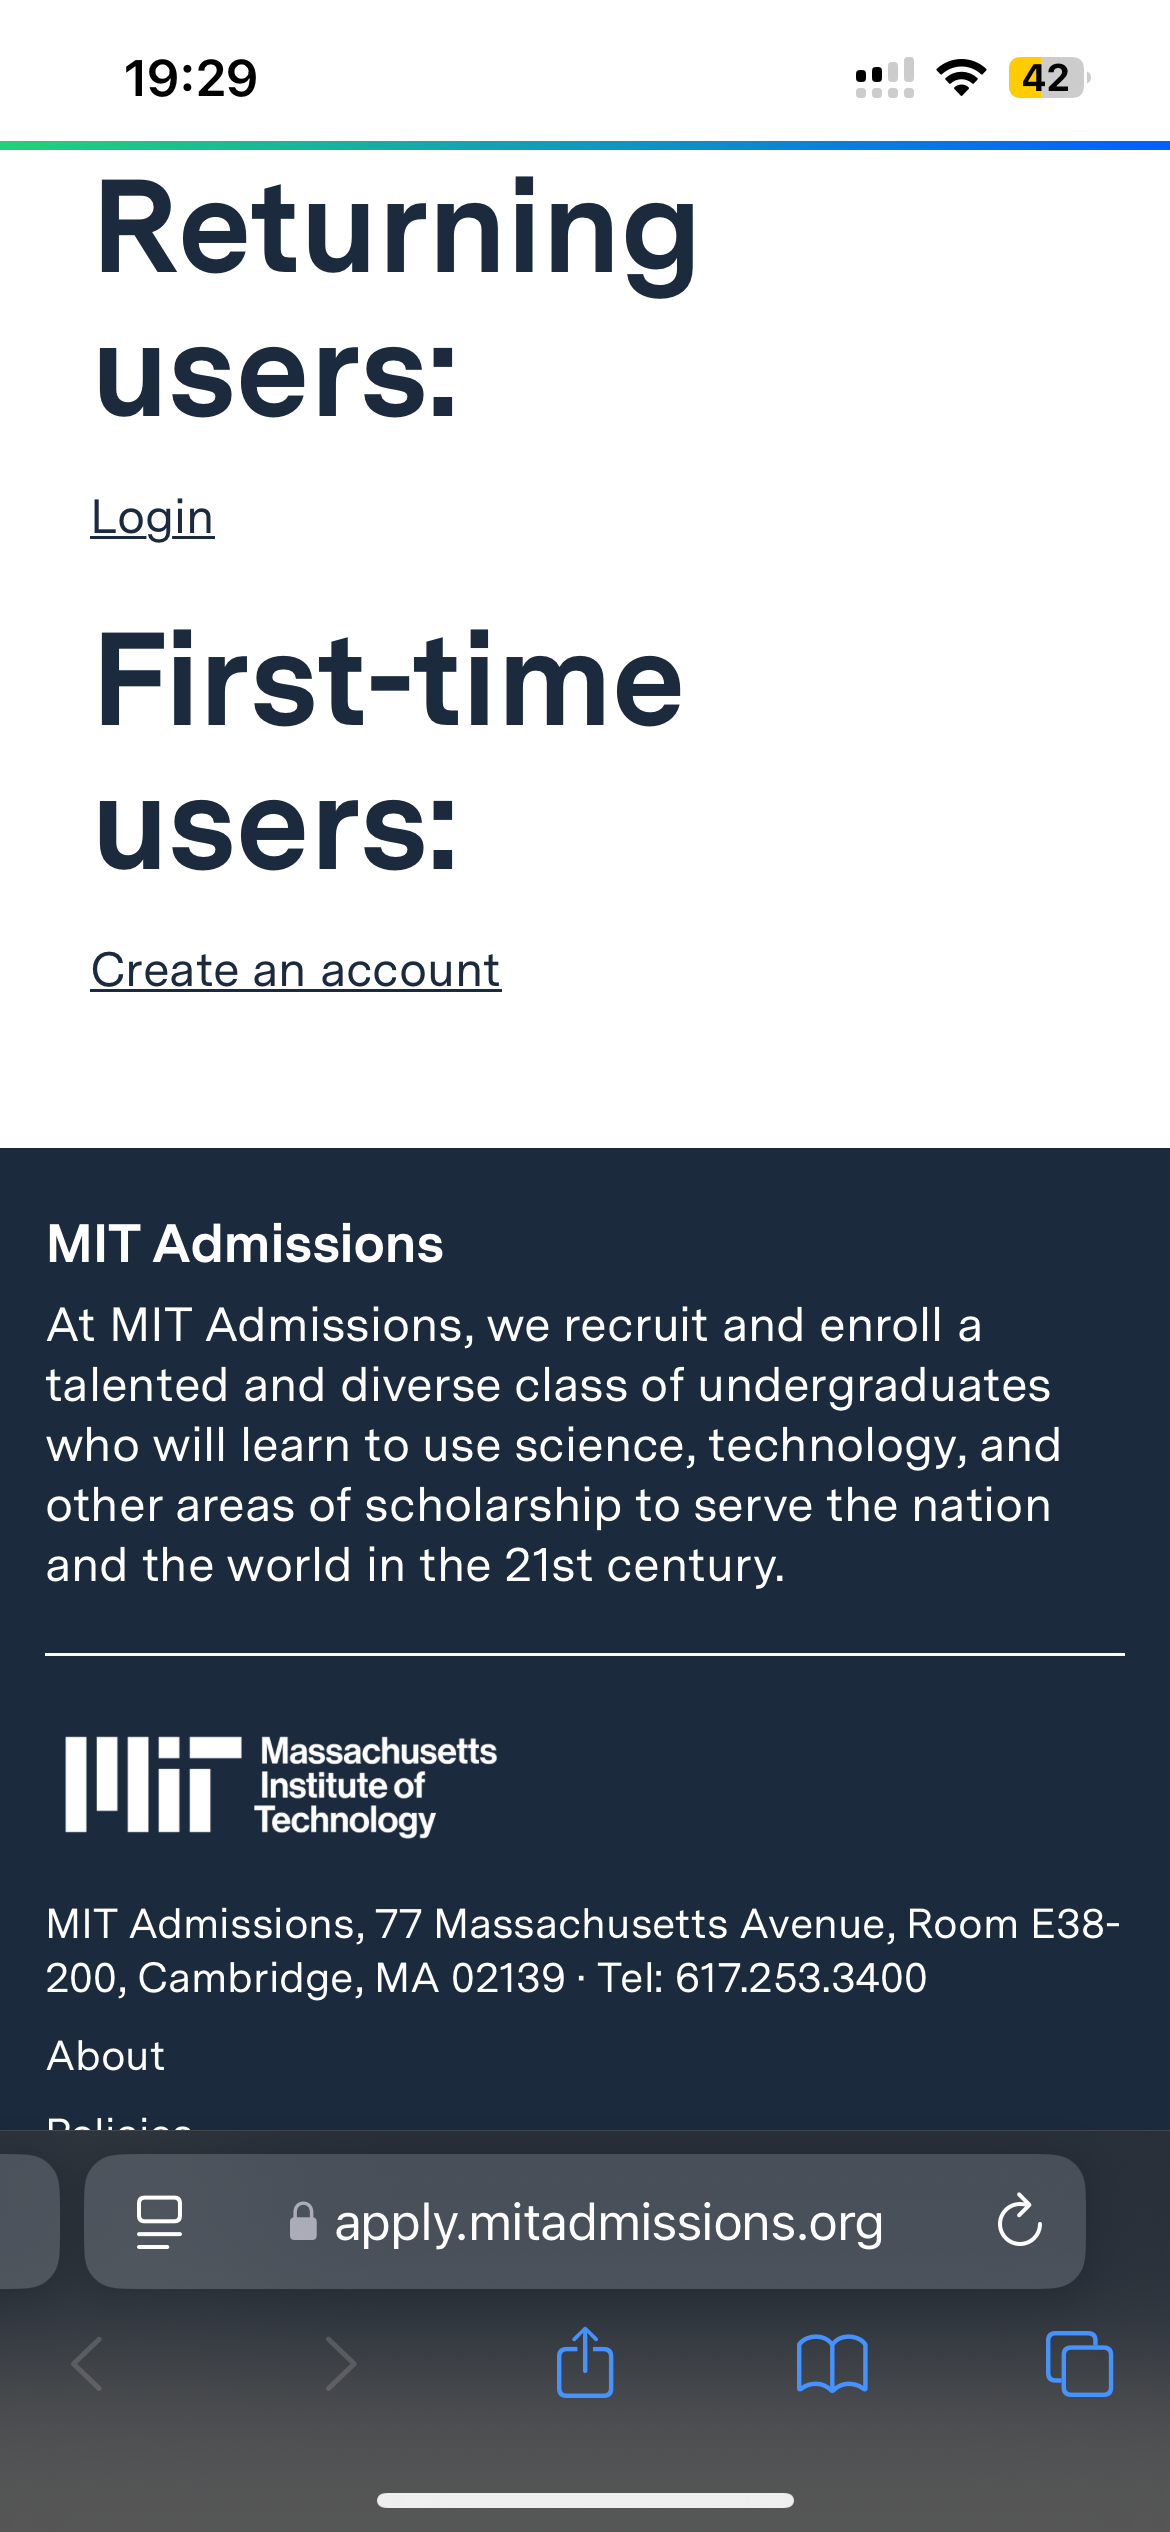 19:29
42
Returning
users:
Login
First-time
users:
Create an account
MIT Admissions
At MIT Admissions, we recruit and enroll a
talented and diverse class of undergraduates
who will learn to use science, technology, and
other areas of scholarship to serve the nation
and the world in the 21st century.
MIT Massachusetts
Institute of
Technology
MIT Admissions, 77 Massachusetts Avenue, Room E38-
200, Cambridge, MA 02139 · Tel: 617.253.3400
About
Policies
apply.mitadmissions.org